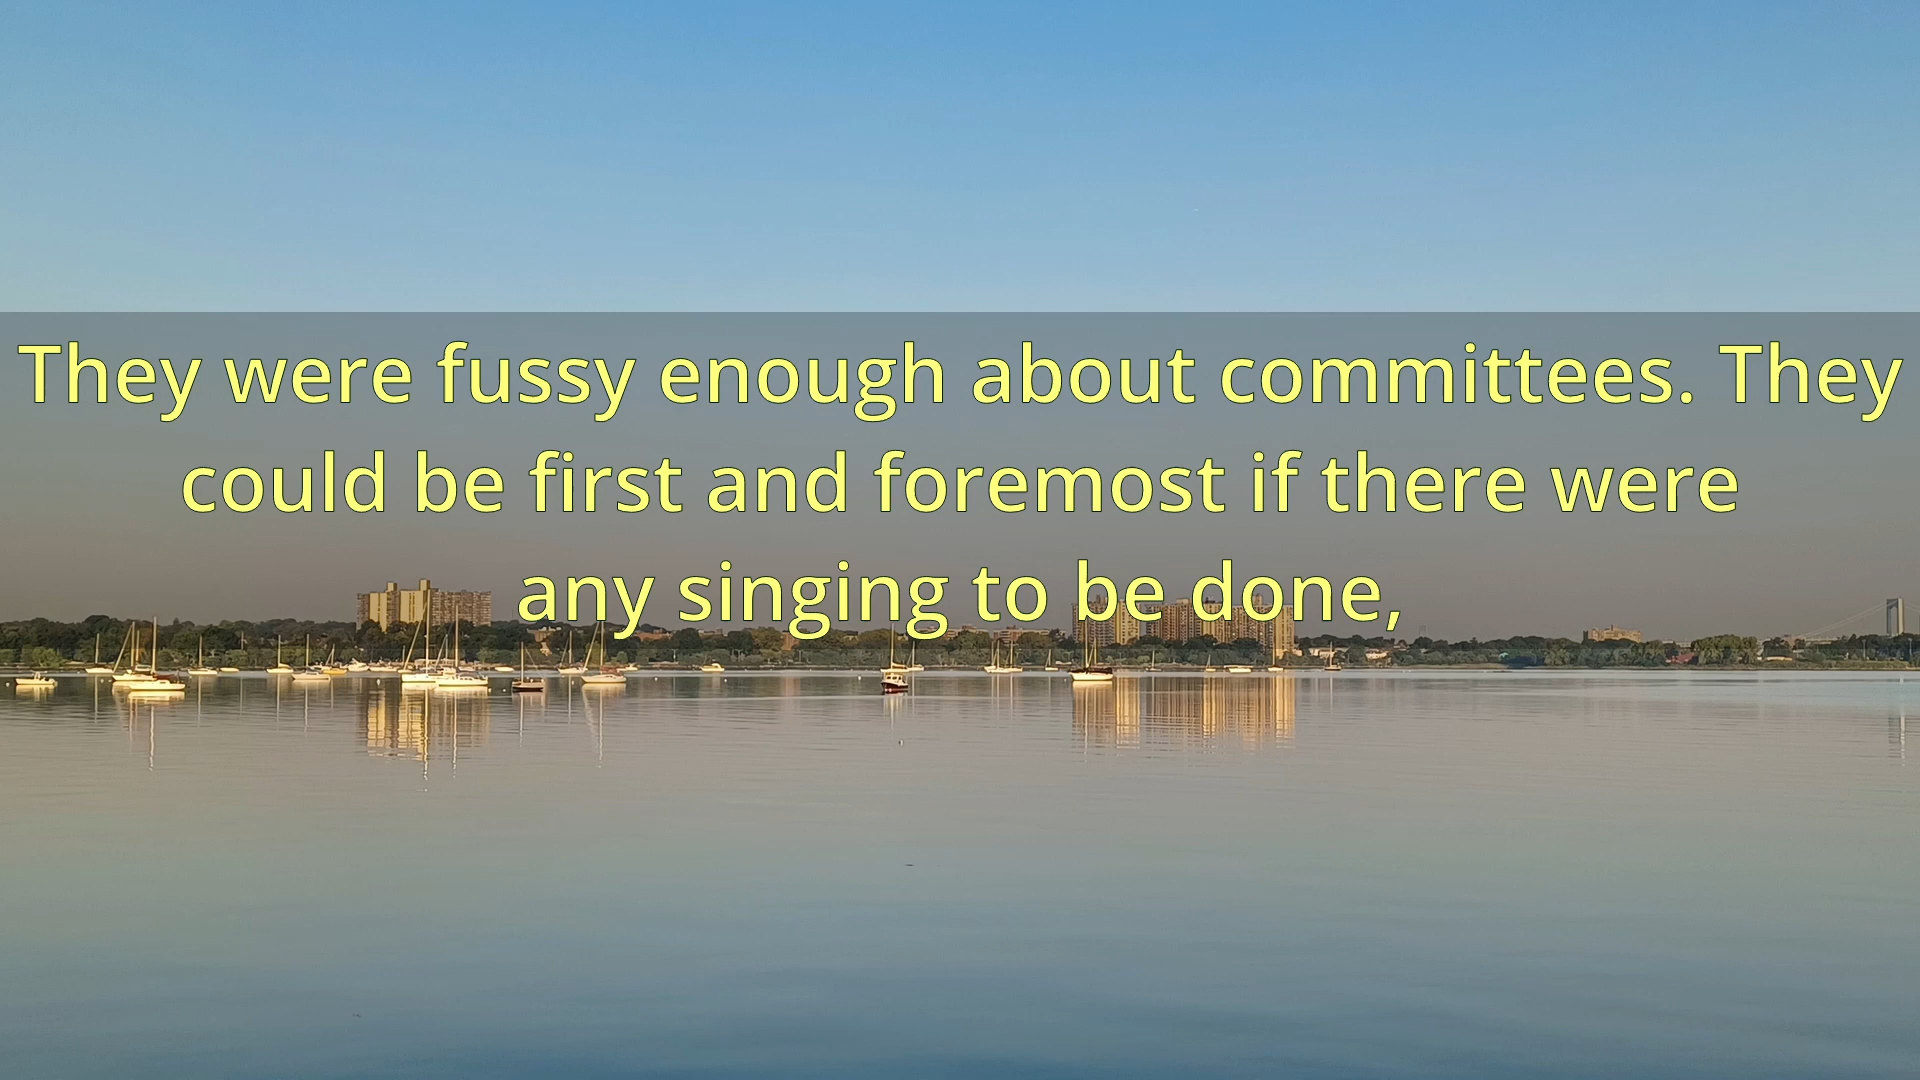 They were fussy enough about committees. They
could be first and foremost if there were
any singing to be done,